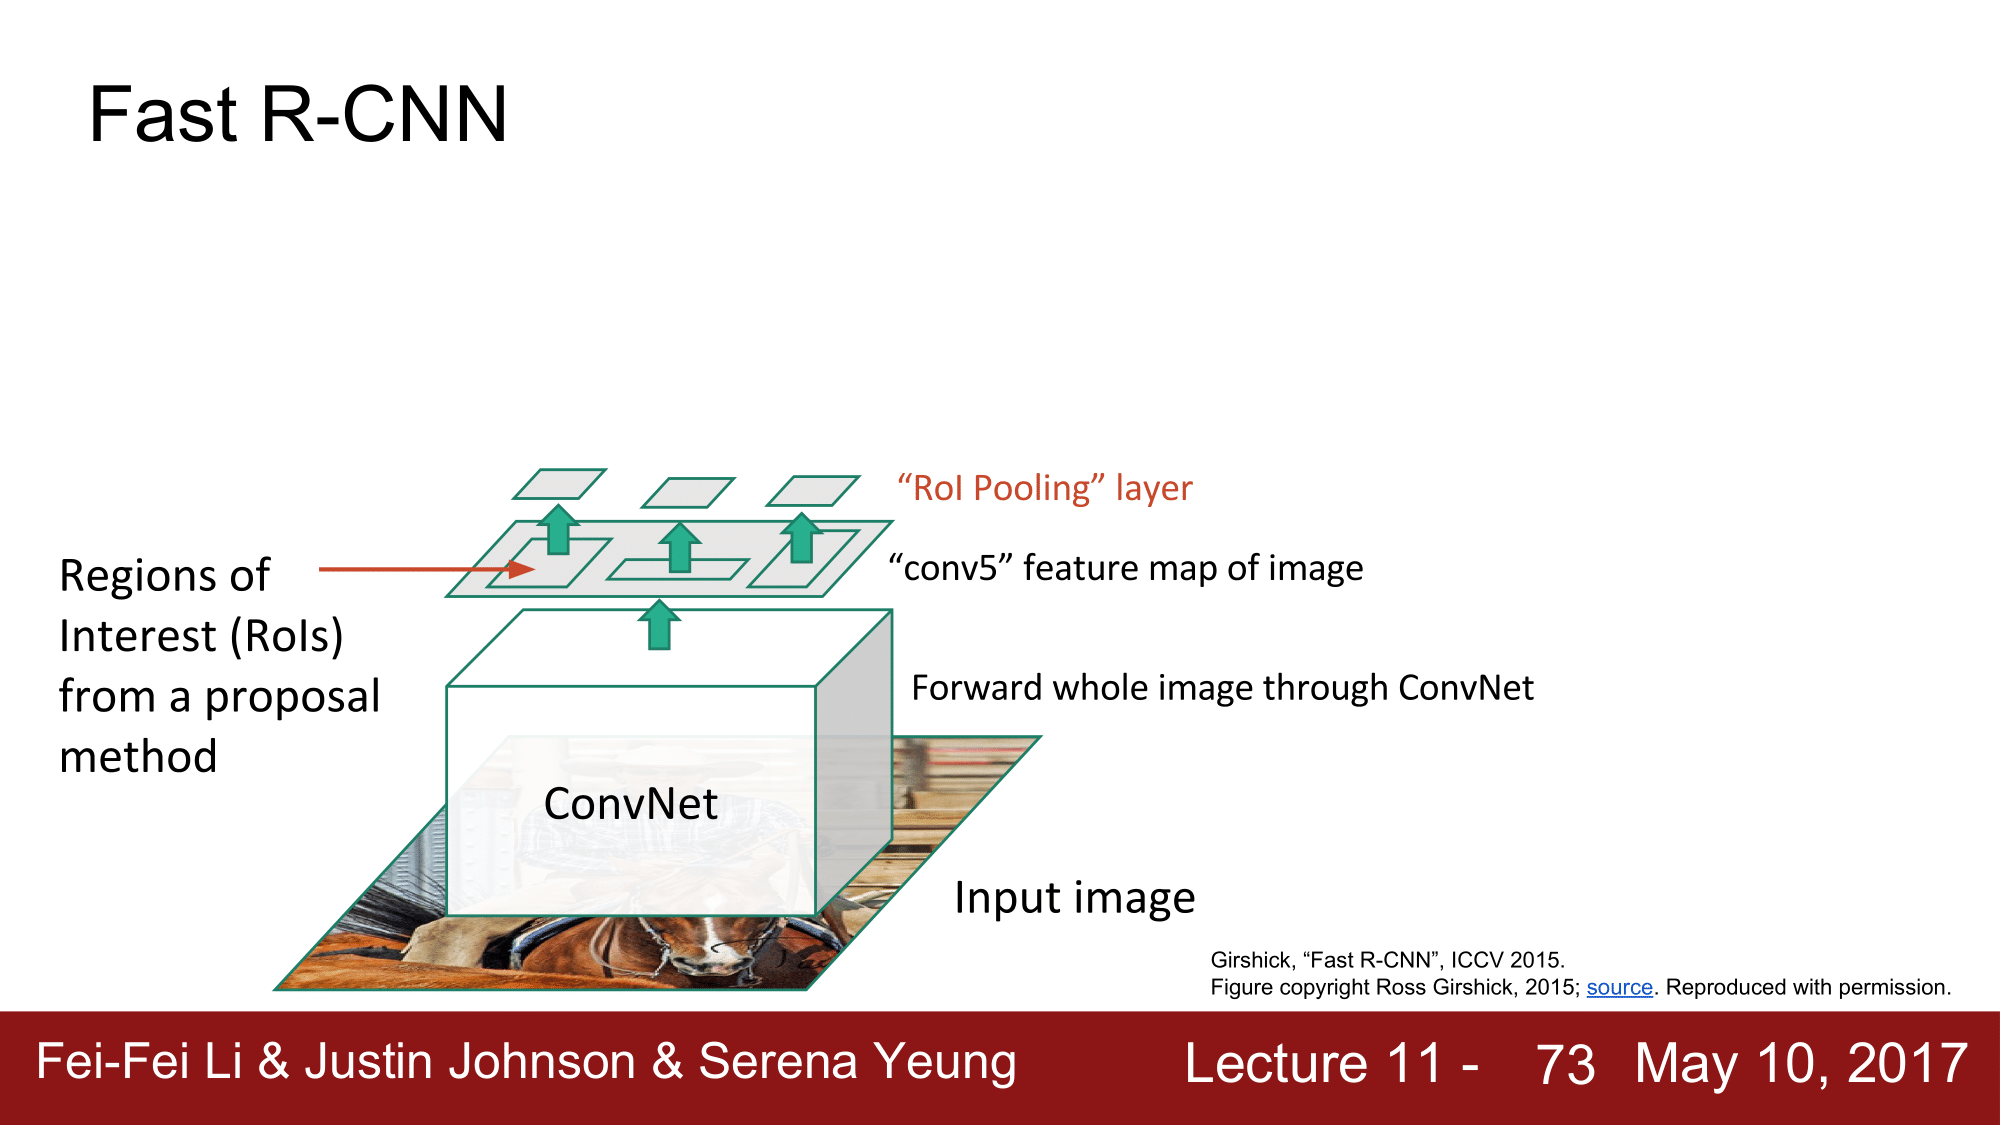 Fast R-CNN
“RoI Pooling” layer
“conv5” feature map of image
Regions of
Interest (RoIs)
from a proposal
method
Forward whole image through ConvNet
ConvNet
Input image
Girshick, “Fast R-CNN”, ICCV 2015.
Figure copyright Ross Girshick, 2015; source. Reproduced with permission.
Fei-Fei Li & Justin Johnson & Serena Yeung
Lecture 11 - 73 May 10, 2017